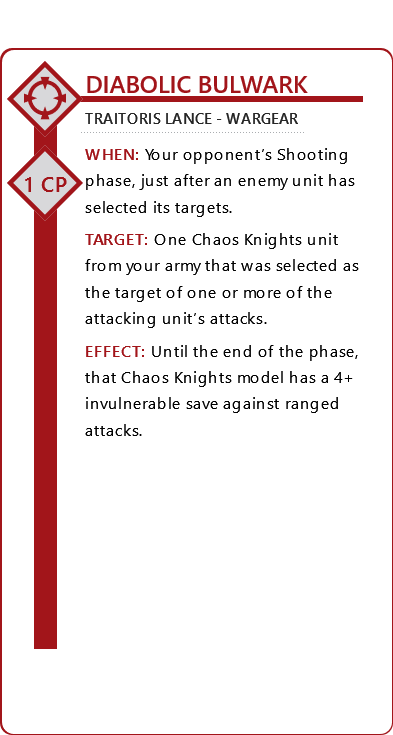 DIABOLIC BULWARK
TRAITORIS LANCE - WARGEAR
1 CP
WHEN: Your opponent's Shooting
phase, just after an enemy unit has
selected its targets.
TARGET: One Chaos Knights unit
from your army that was selected as
the target of one or more of the
attacking unit's attacks.
EFFECT: Until the end of the phase,
that Chaos Knights model has a 4+
invulnerable save against ranged
attacks.